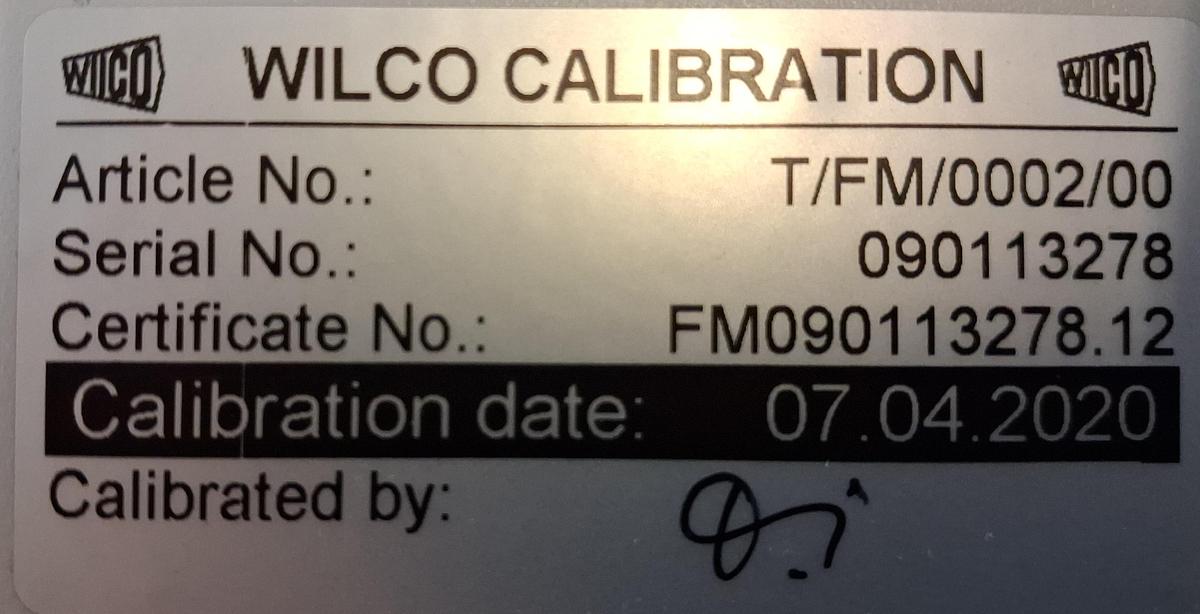 WILCO WILCO CALIBRATION WILCO
Article No.: T/FM/0002/00
Serial No.: 090113278
Certificate No.: FM090113278.12
Calibration date: 07.04.2020
Calibrated by: